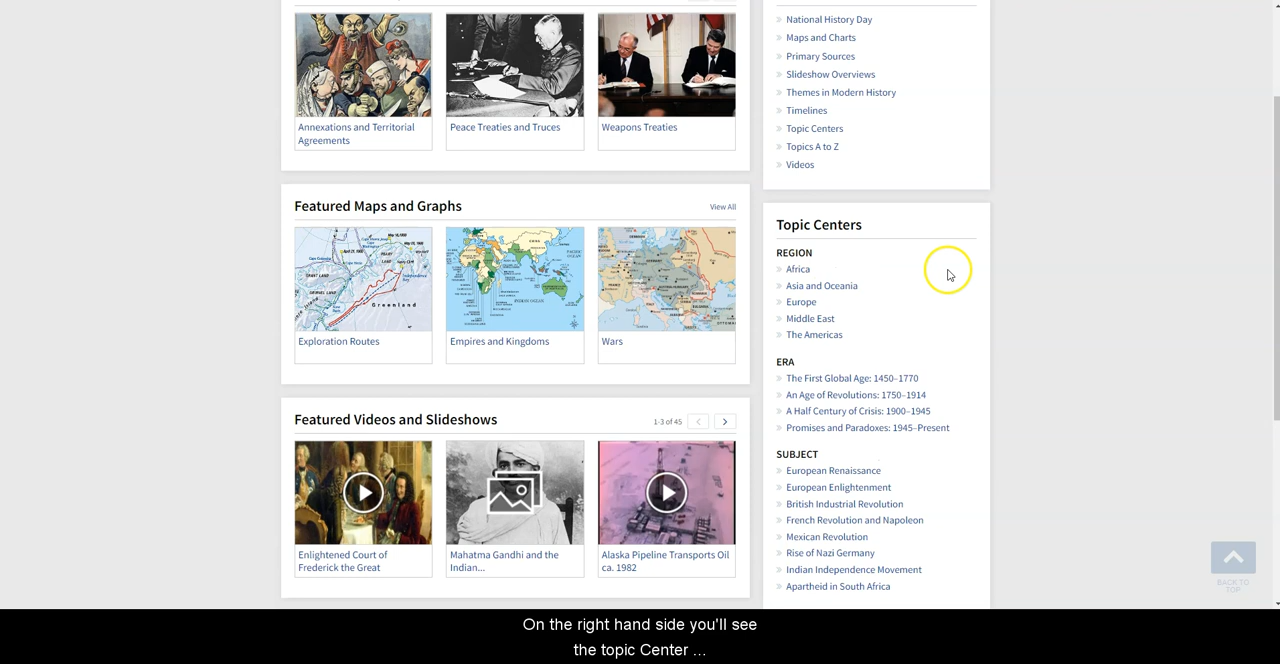 Annexations and Territorial
Agreements
Peace Treaties and Truces
Weapons Treaties
Featured Maps and Graphs
View All
Greenland
Exploration Routes
Empires and Kingdoms
Wars
Featured Videos and Slideshows
1-3 of 45
Enlightened Court of
Frederick the Great
Mahatma Gandhi and the
Indian...
Alaska Pipeline Transports Oil
ca. 1982
National History Day
Maps and Charts
Primary Sources
Slideshow Overviews
Themes in Modern History
Timelines
Topic Centers
Topics A to Z
Videos
Topic Centers
REGION
Africa
Asia and Oceania
Europe
Middle East
The Americas
ERA
The First Global Age: 1450–1770
An Age of Revolutions: 1750–1914
A Half Century of Crisis: 1900–1945
Promises and Paradoxes: 1945–Present
SUBJECT
European Renaissance
European Enlightenment
British Industrial Revolution
French Revolution and Napoleon
Mexican Revolution
Rise of Nazi Germany
Indian Independence Movement
Apartheid in South Africa
BACK TO
TOP
On the right hand side you'll see
the topic Center ...